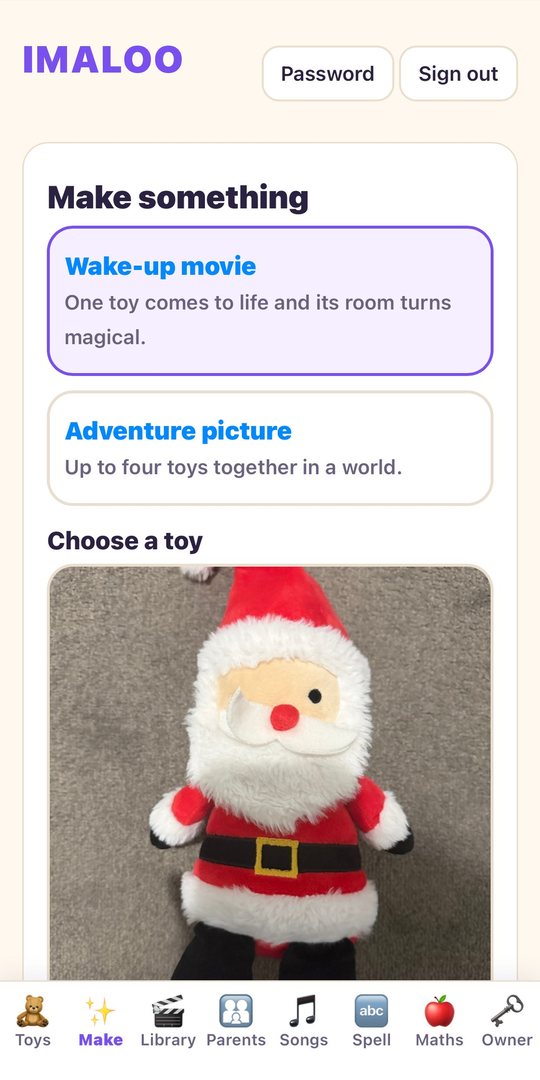 IMALOO
Password
Sign out
Make something
Wake-up movie
One toy comes to life and its room turns
magical.
Adventure picture
Up to four toys together in a world.
Choose a toy
abc
Toys
Make
Library
Parents
Songs
Spell
Maths
Owner